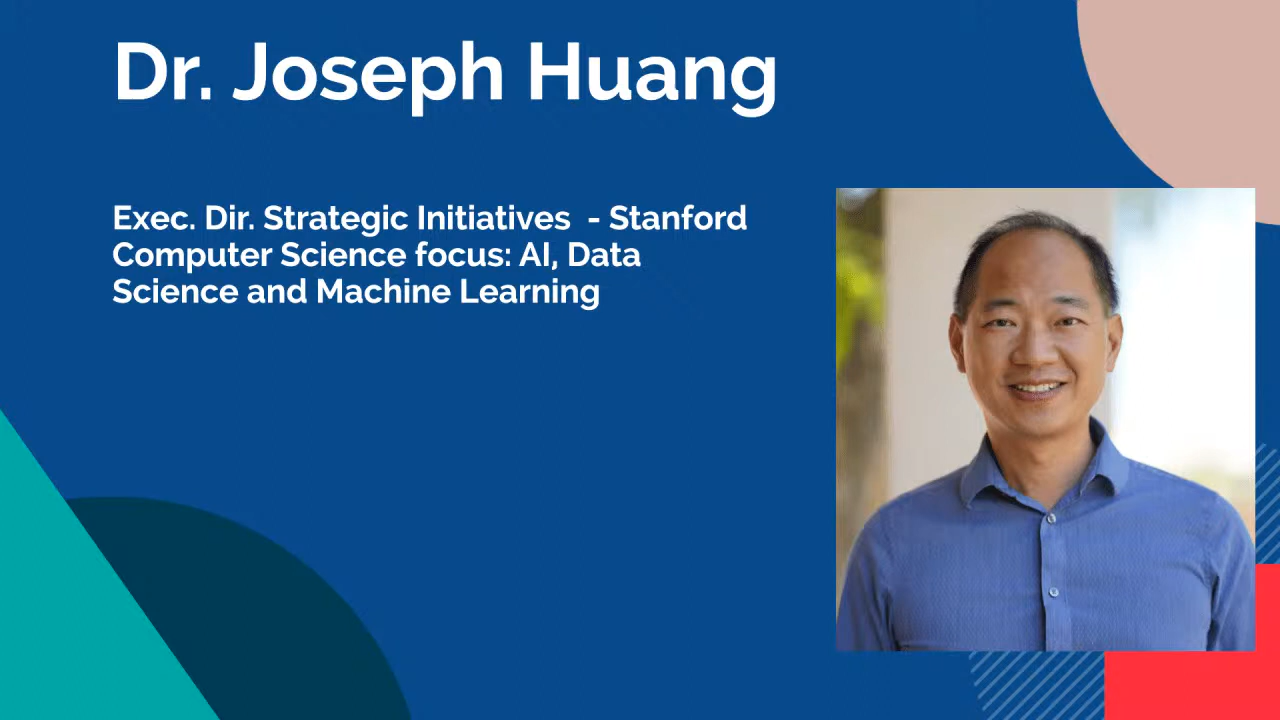 Dr. Joseph Huang
Exec. Dir. Strategic Initiatives - Stanford
Computer Science focus: AI, Data
Science and Machine Learning